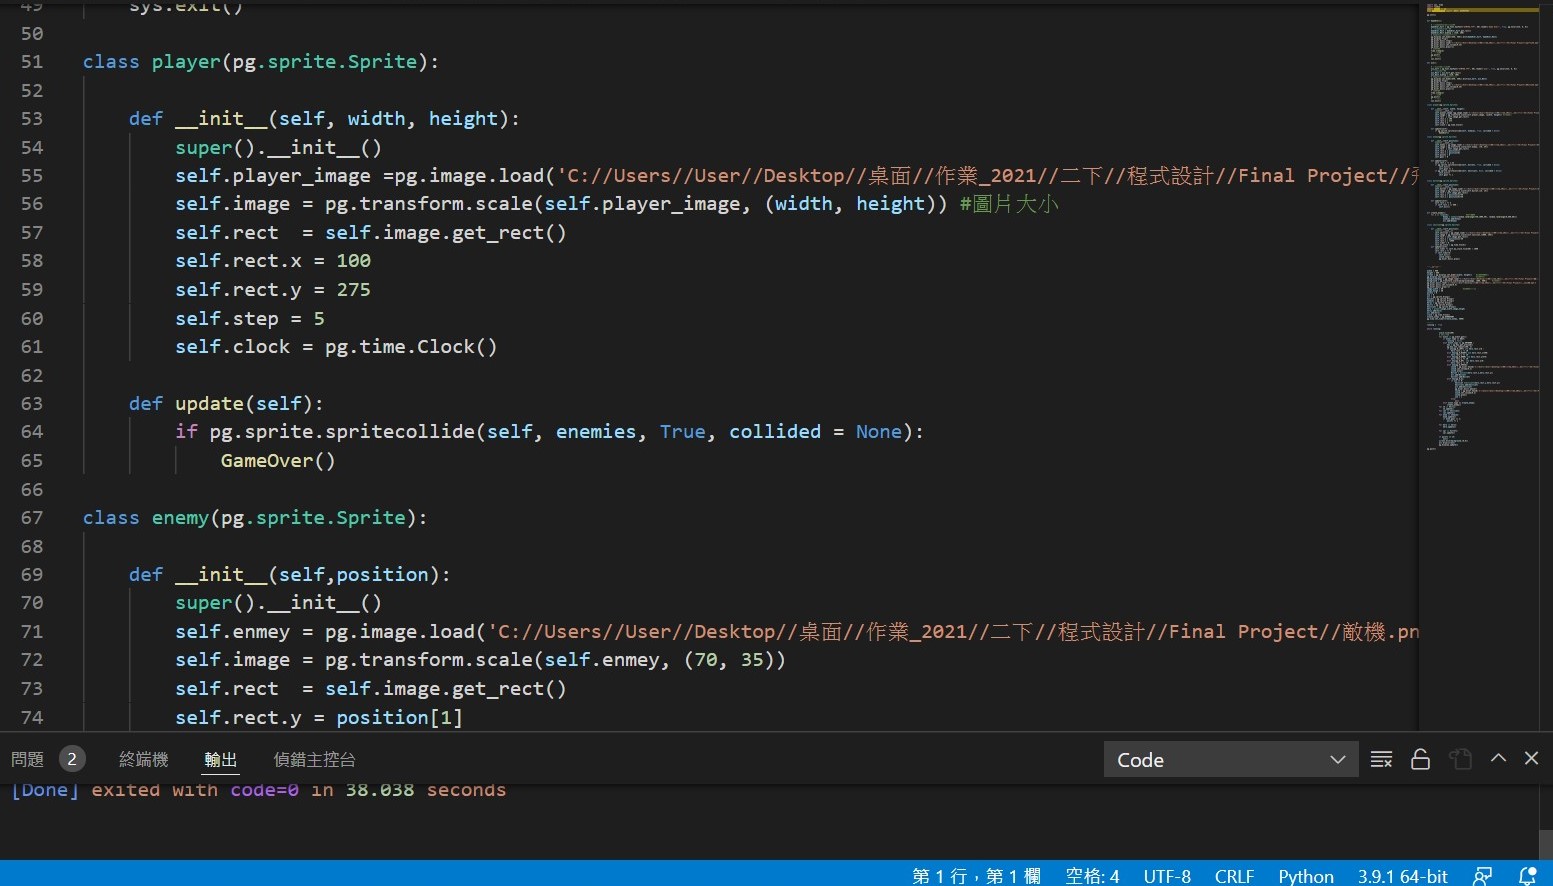 49 sys.exit()
50
51 class player(pg.sprite.Sprite):
52
53 def __init__(self, width, height):
54 super().__init__()
55 self.player_image =pg.image.load('C://Users//User//Desktop//桌面//作業_2021//二下//程式設計//Final Project//
56 self.image = pg.transform.scale(self.player_image, (width, height)) #圖片大小
57 self.rect  = self.image.get_rect()
58 self.rect.x = 100
59 self.rect.y = 275
60 self.step = 5
61 self.clock = pg.time.Clock()
62
63 def update(self):
64 if pg.sprite.spritecollide(self, enemies, True, collided = None):
65 GameOver()
66
67 class enemy(pg.sprite.Sprite):
68
69 def __init__(self,position):
70 super().__init__()
71 self.enmey = pg.image.load('C://Users//User//Desktop//桌面//作業_2021//二下//程式設計//Final Project//敵機.pn
72 self.image = pg.transform.scale(self.enmey, (70, 35))
73 self.rect  = self.image.get_rect()
74 self.rect.y = position[1]
問題 2 終端機 輸出 偵錯主控台 Code
[Done] exited with code=0 in 38.038 seconds
第 1 行，第 1 欄 空格: 4 UTF-8 CRLF Python 3.9.1 64-bit